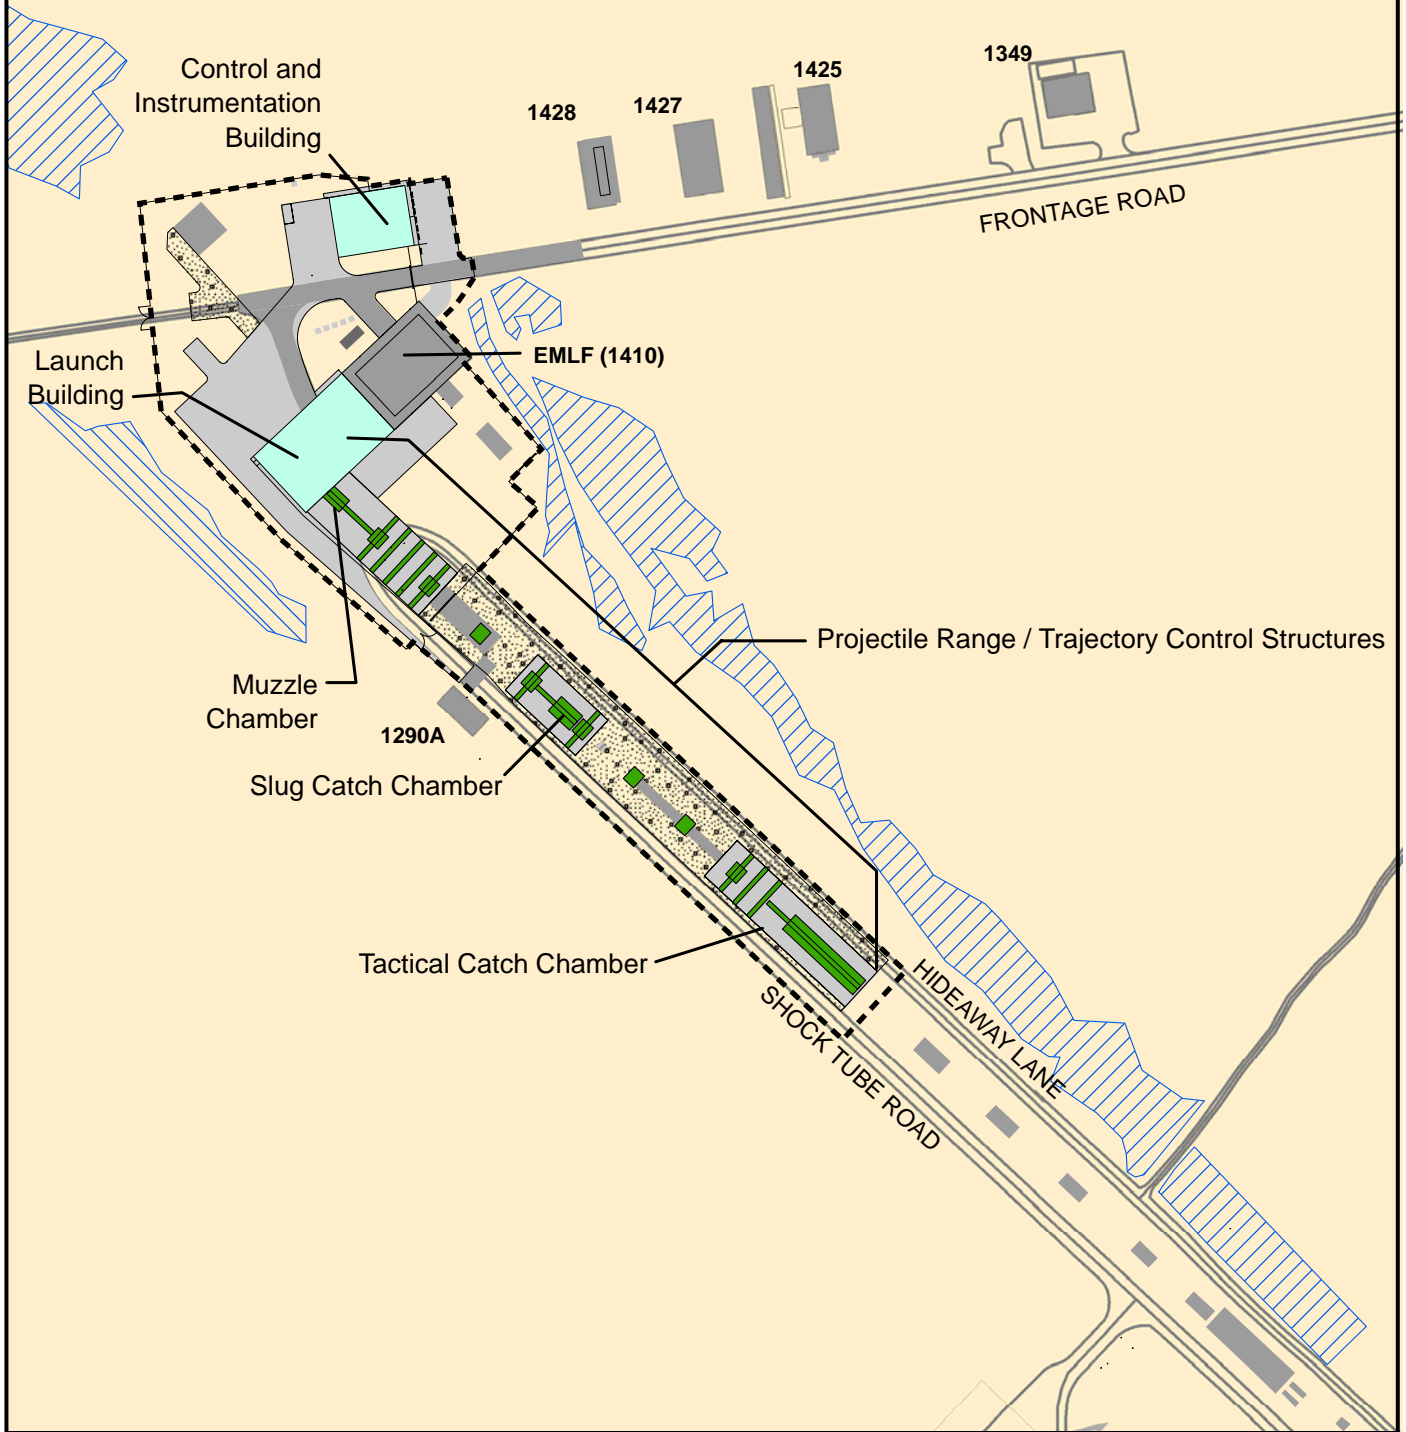 Control and
Instrumentation
Building
1428
1427
1425
1349
FRONTAGE ROAD
EMLF (1410)
Launch
Building
Projectile Range / Trajectory Control Structures
Muzzle
Chamber
1290A
Slug Catch Chamber
Tactical Catch Chamber
HIDEAWAY LANE
SHOCK TUBE ROAD